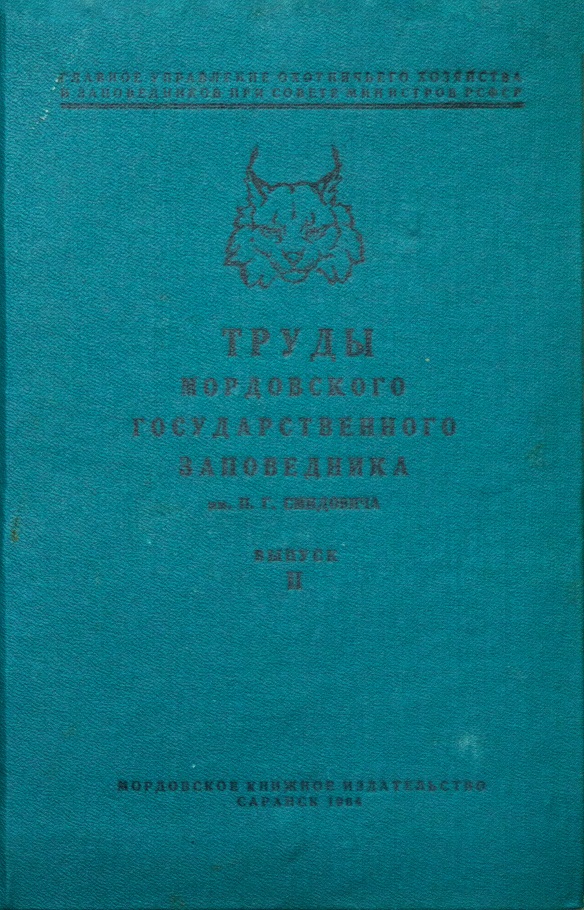 ГЛАВНОЕ УПРАВЛЕНИЕ ОХОТНИЧЬЕГО ХОЗЯЙСТВА
И ЗАПОВЕДНИКОВ ПРИ СОВЕТЕ МИНИСТРОВ РСФСР
ТРУДЫ
МОРДОВСКОГО
ГОСУДАРСТВЕННОГО
ЗАПОВЕДНИКА
им. П. Г. СМИДОВИЧА
ВЫПУСК
II
МОРДОВСКОЕ КНИЖНОЕ ИЗДАТЕЛЬСТВО
САРАНСК 1964